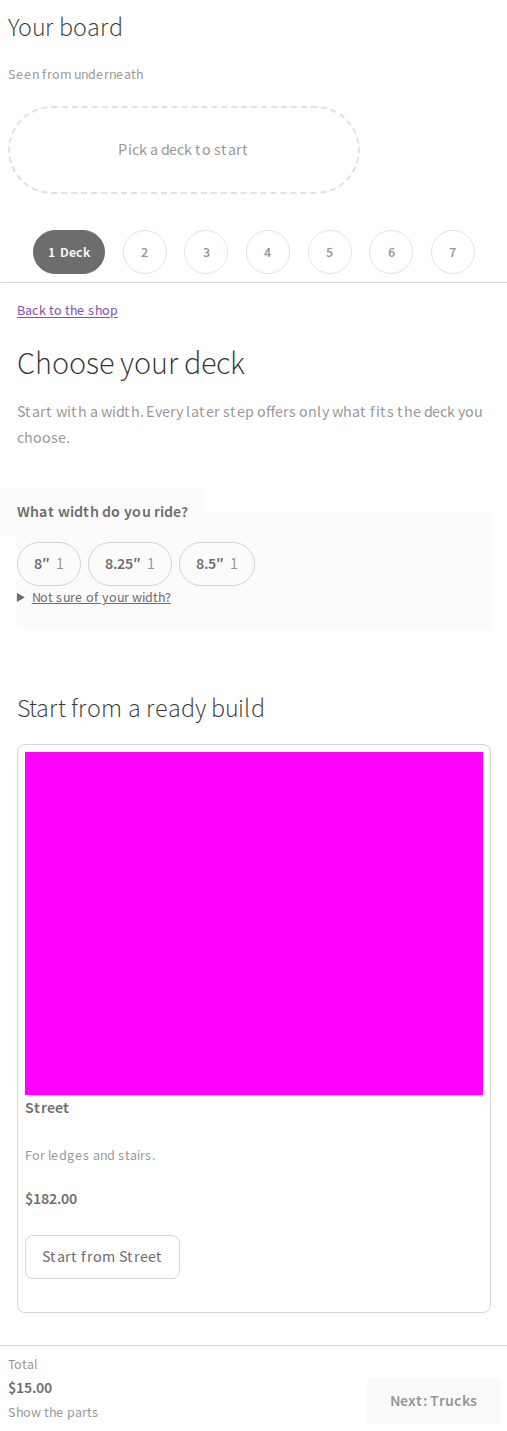 Your board
Seen from underneath
Pick a deck to start
1 Deck 2 3 4 5 6 7
Back to the shop
Choose your deck
Start with a width. Every later step offers only what fits the deck you
choose.
What width do you ride?
8″ 1 8.25″ 1 8.5″ 1
Not sure of your width?
Start from a ready build
Street
For ledges and stairs.
$182.00
Start from Street
Total
$15.00
Show the parts
Next: Trucks